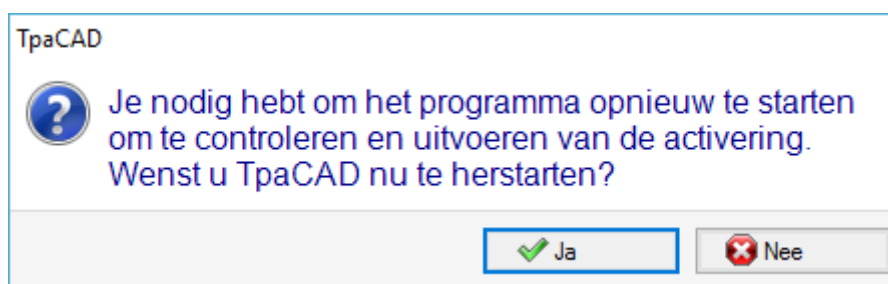 TpaCAD
Je nodig hebt om het programma opnieuw te starten
om te controleren en uitvoeren van de activering.
Wenst u TpaCAD nu te herstarten?
Ja
Nee